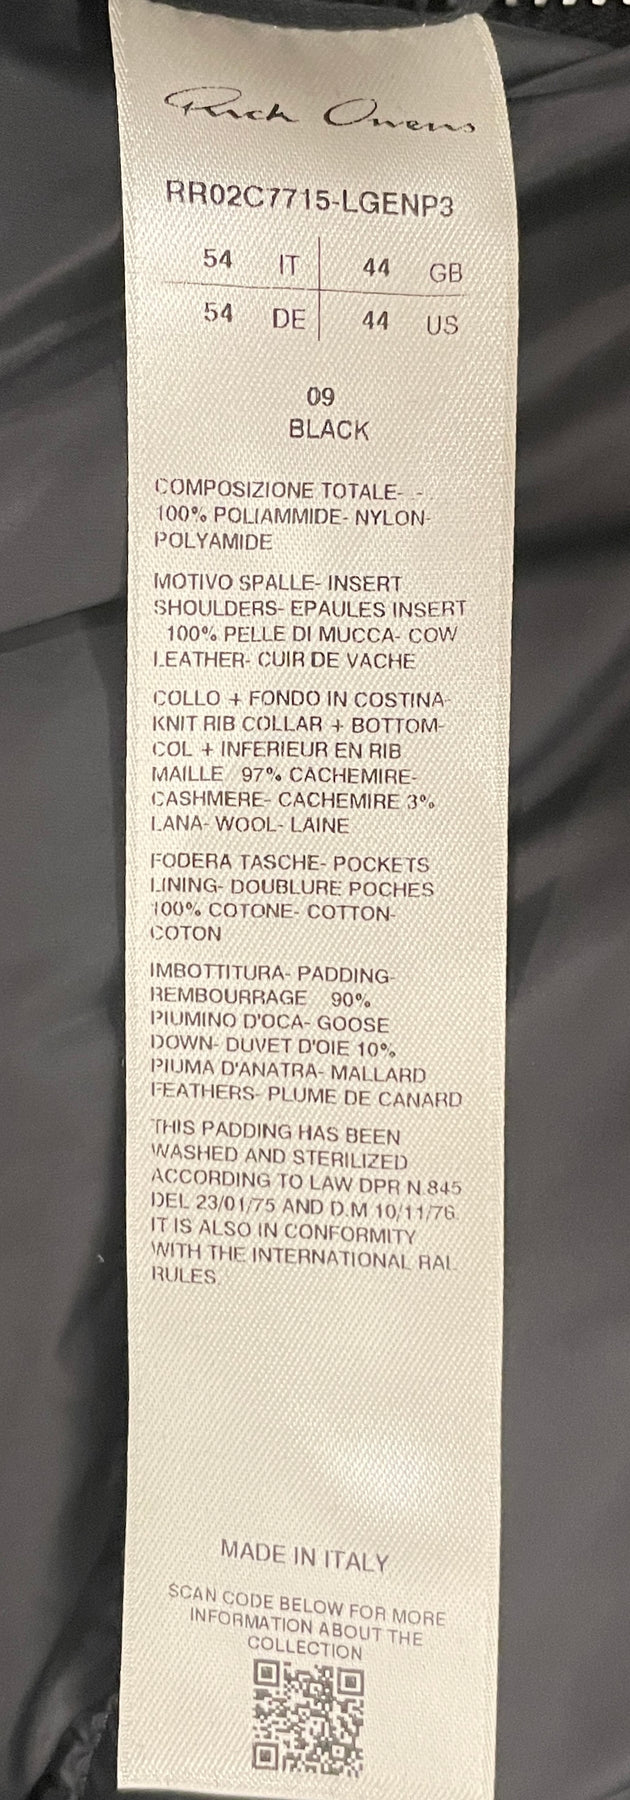 Rick Owens
RR02C7715-LGENP3
54 IT 44 GB
54 DE 44 US
09
BLACK
COMPOSIZIONE TOTALE- -
100% POLIAMMIDE- NYLON-
POLYAMIDE
MOTIVO SPALLE- INSERT
SHOULDERS- EPAULES INSERT
100% PELLE DI MUCCA- COW
LEATHER- CUIR DE VACHE
COLLO + FONDO IN COSTINA-
KNIT RIB COLLAR + BOTTOM-
COL + INFERIEUR EN RIB
MAILLE 97% CACHEMIRE-
CASHMERE- CACHEMIRE 3%
LANA- WOOL- LAINE
FODERA TASCHE- POCKETS
LINING- DOUBLURE POCHES
100% COTONE- COTTON-
COTON
IMBOTTITURA- PADDING-
REMBOURRAGE 90%
PIUMINO D'OCA- GOOSE
DOWN- DUVET D'OIE 10%
PIUMA D'ANATRA- MALLARD
FEATHERS- PLUME DE CANARD
THIS PADDING HAS BEEN
WASHED AND STERILIZED
ACCORDING TO LAW DPR N.845
DEL 23/01/75 AND D.M 10/11/76.
IT IS ALSO IN CONFORMITY
WITH THE INTERNATIONAL RAL
RULES.
MADE IN ITALY
SCAN CODE BELOW FOR MORE
INFORMATION ABOUT THE
COLLECTION